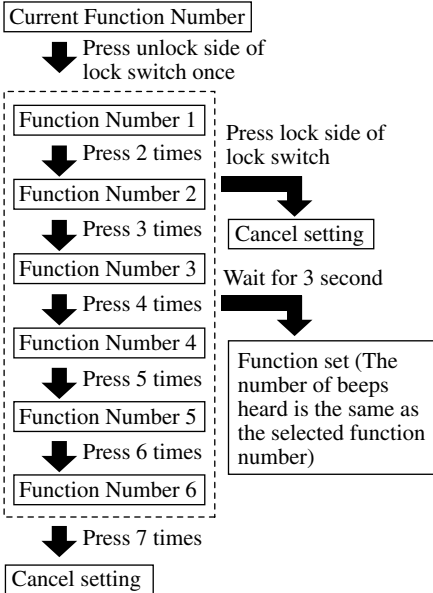 Current Function Number
Press unlock side of
lock switch once
Function Number 1
Press 2 times
Function Number 2
Press 3 times
Function Number 3
Press 4 times
Function Number 4
Press 5 times
Function Number 5
Press 6 times
Function Number 6
Press 7 times
Cancel setting
Press lock side of
lock switch
Cancel setting
Wait for 3 second
Function set (The
number of beeps
heard is the same as
the selected function
number)